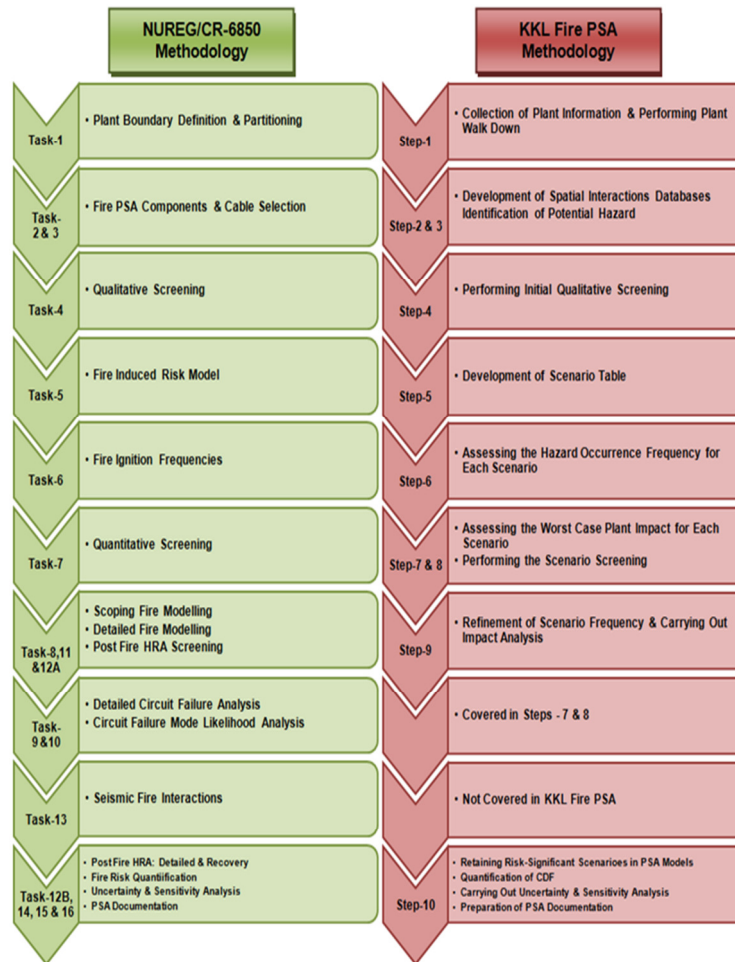 NUREG/CR-6850
Methodology
Task-1
• Plant Boundary Definition & Partitioning
Task-
2 & 3
• Fire PSA Components & Cable Selection
Task-4
• Qualitative Screening
Task-5
• Fire Induced Risk Model
Task-6
• Fire Ignition Frequencies
Task-7
• Quantitative Screening
Task-8,11
&12A
• Scoping Fire Modelling
• Detailed Fire Modelling
• Post Fire HRA Screening
Task-
9 &10
• Detailed Circuit Failure Analysis
• Circuit Failure Mode Likelihood Analysis
Task-13
• Seismic Fire Interactions
Task-12B,
14, 15 & 16
• Post Fire HRA: Detailed & Recovery
• Fire Risk Quantiification
• Uncertainty & Sensitivity Analysis
• PSA Documentation
KKL Fire PSA
Methodology
Step-1
• Collection of Plant Information & Performing Plant
Walk Down
Step-2 & 3
• Development of Spatial Interactions Databases
Identification of Potential Hazard
Step-4
• Performing Initial Qualitative Screening
Step-5
• Development of Scenario Table
Step-6
• Assessing the Hazard Occurrence Frequency for
Each Scenario
Step-7 & 8
• Assessing the Worst Case Plant Impact for Each
Scenario
• Performing the Scenario Screening
Step-9
• Refinement of Scenario Frequency & Carrying Out
Impact Analysis
• Covered in Steps - 7 & 8
• Not Covered in KKL Fire PSA
Step-10
• Retaining Risk-Significant Scenarioes in PSA Models
• Quantification of CDF
• Carrying Out Uncertainty & Sensitivity Analysis
• Preparation of PSA Documentation